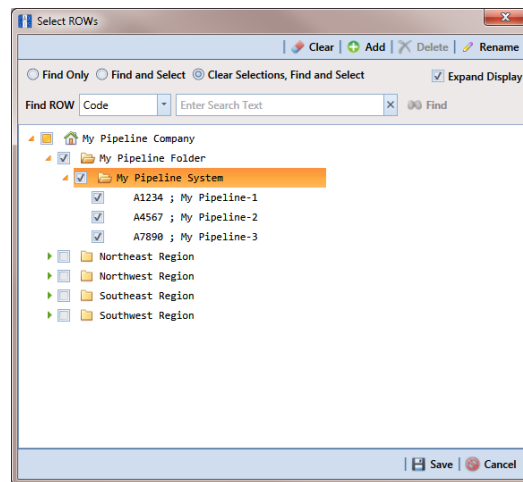 Select ROWs
Clear Add Delete Rename
Find Only Find and Select Clear Selections, Find and Select Expand Display
Find ROW Code Enter Search Text Find
My Pipeline Company
My Pipeline Folder
My Pipeline System
A1234 ; My Pipeline-1
A4567 ; My Pipeline-2
A7890 ; My Pipeline-3
Northeast Region
Northwest Region
Southeast Region
Southwest Region
Save Cancel